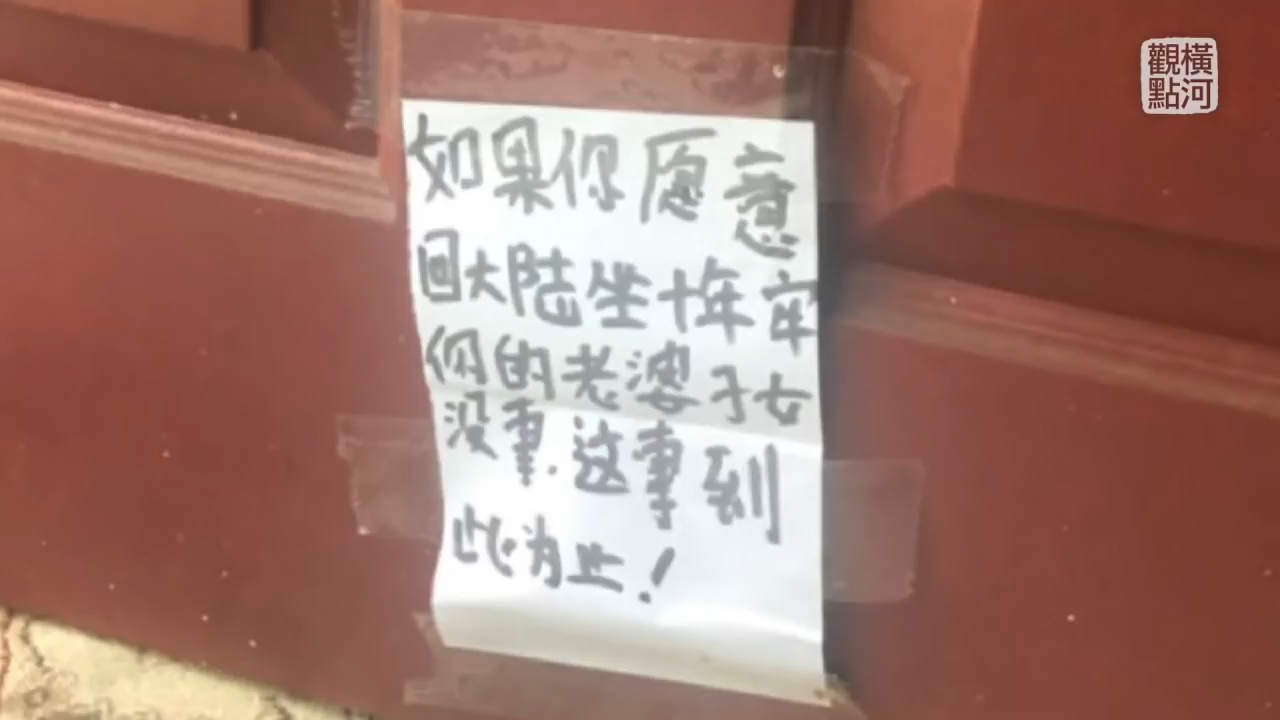 如果你愿意
回大陆坐十年牢
你的老婆子女
没事.这事到
此为止!
橫河
觀點